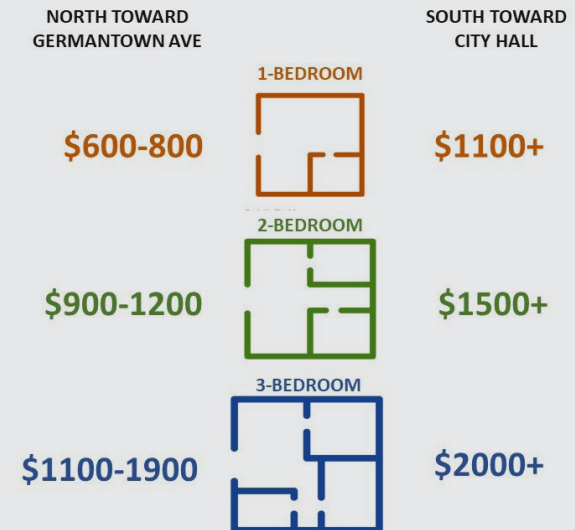 NORTH TOWARD
GERMANTOWN AVE
SOUTH TOWARD
CITY HALL
1-BEDROOM
$600-800
$1100+
2-BEDROOM
$900-1200
$1500+
3-BEDROOM
$1100-1900
$2000+